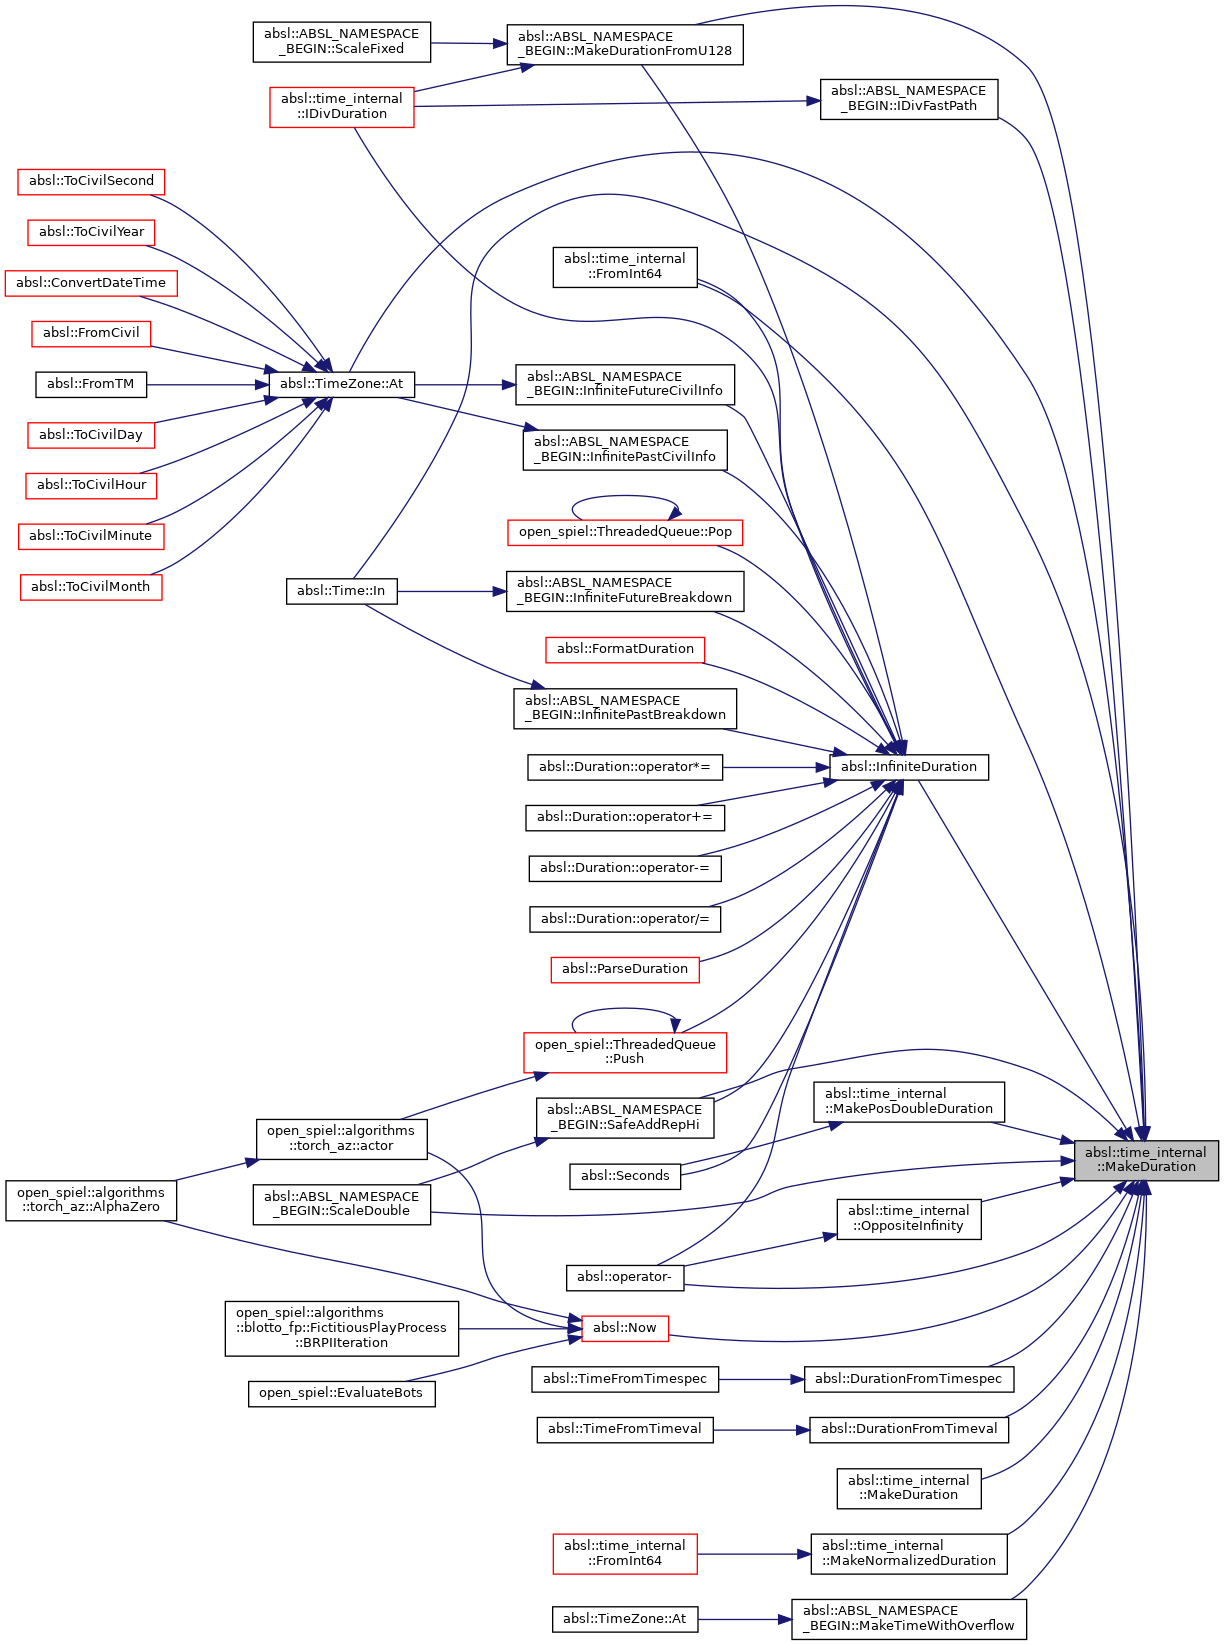 absl::ABSL_NAMESPACE
_BEGIN::ScaleFixed
absl::ABSL_NAMESPACE
_BEGIN::MakeDurationFromU128
absl::time_internal
::IDivDuration
absl::ABSL_NAMESPACE
_BEGIN::IDivFastPath
absl::ToCivilSecond
absl::ToCivilYear
absl::time_internal
::FromInt64
absl::ConvertDateTime
absl::FromCivil
absl::FromTM
absl::TimeZone::At
absl::ABSL_NAMESPACE
_BEGIN::InfiniteFutureCivilInfo
absl::ToCivilDay
absl::ABSL_NAMESPACE
_BEGIN::InfinitePastCivilInfo
absl::ToCivilHour
absl::ToCivilMinute
open_spiel::ThreadedQueue::Pop
absl::ToCivilMonth
absl::Time::In
absl::ABSL_NAMESPACE
_BEGIN::InfiniteFutureBreakdown
absl::FormatDuration
absl::ABSL_NAMESPACE
_BEGIN::InfinitePastBreakdown
absl::Duration::operator*=
absl::InfiniteDuration
absl::Duration::operator+=
absl::Duration::operator-=
absl::Duration::operator/=
absl::ParseDuration
open_spiel::ThreadedQueue
::Push
absl::time_internal
::MakePosDoubleDuration
absl::ABSL_NAMESPACE
_BEGIN::SafeAddRepHi
open_spiel::algorithms
::torch_az::actor
absl::time_internal
::MakeDuration
absl::Seconds
open_spiel::algorithms
::torch_az::AlphaZero
absl::ABSL_NAMESPACE
_BEGIN::ScaleDouble
absl::time_internal
::OppositeInfinity
absl::operator-
open_spiel::algorithms
::blotto_fp::FictitiousPlayProcess
::BRPIIteration
absl::Now
open_spiel::EvaluateBots
absl::TimeFromTimespec
absl::DurationFromTimespec
absl::TimeFromTimeval
absl::DurationFromTimeval
absl::time_internal
::MakeDuration
absl::time_internal
::FromInt64
absl::time_internal
::MakeNormalizedDuration
absl::TimeZone::At
absl::ABSL_NAMESPACE
_BEGIN::MakeTimeWithOverflow